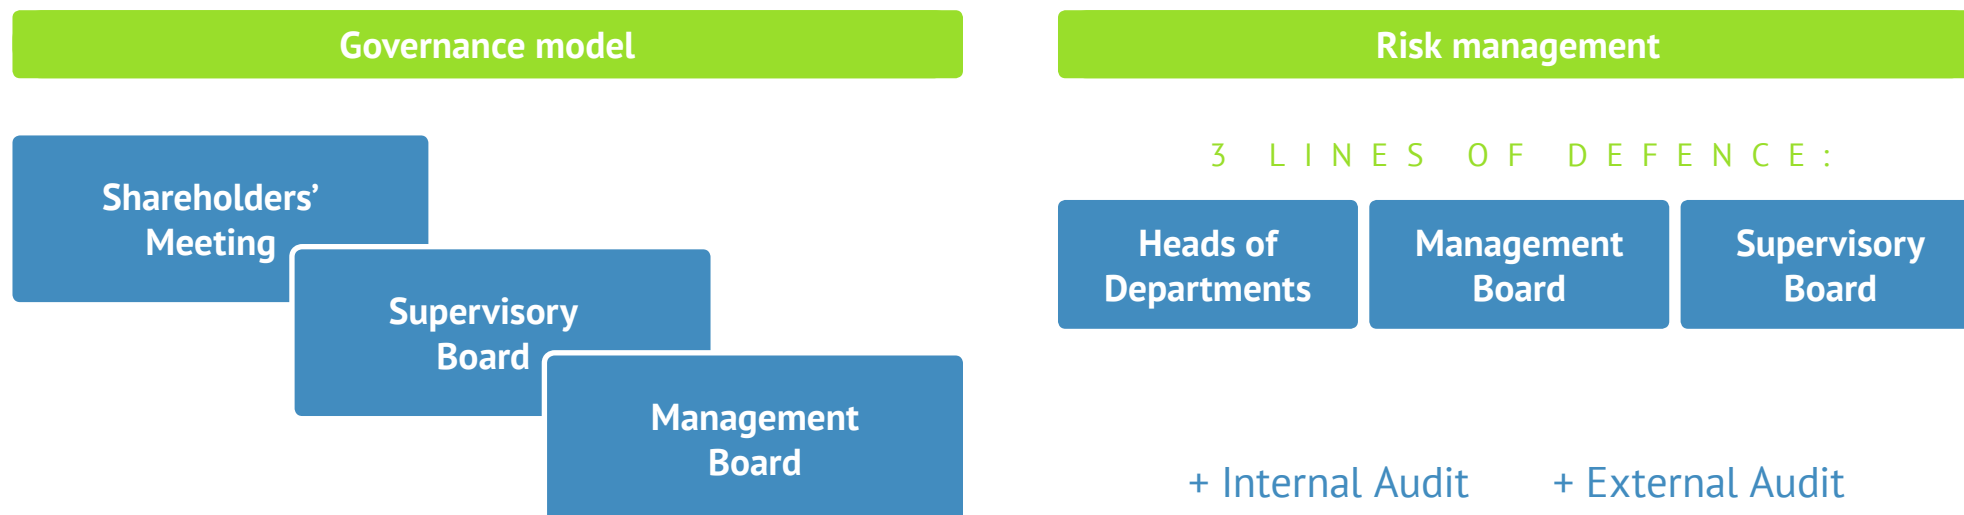 Governance model
Shareholders’
Meeting
Supervisory
Board
Management
Board
Risk management
3 LINES OF DEFENCE:
Heads of
Departments
Management
Board
Supervisory
Board
+ Internal Audit
+ External Audit